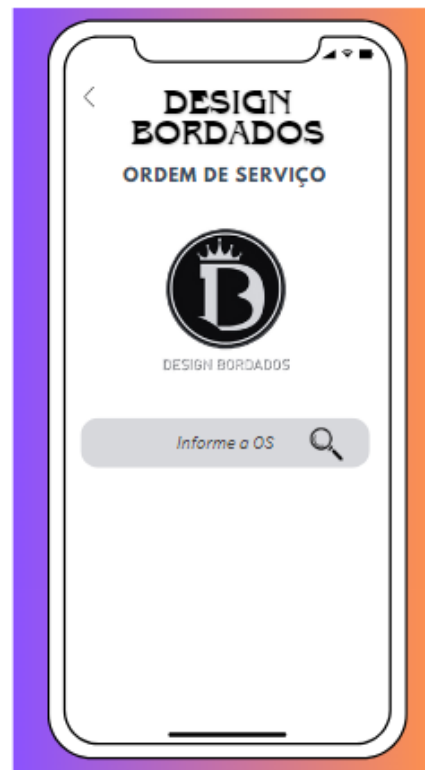 DESIGN
BORDADOS
ORDEM DE SERVIÇO
B
DESIGN BORDADOS
Informe a OS